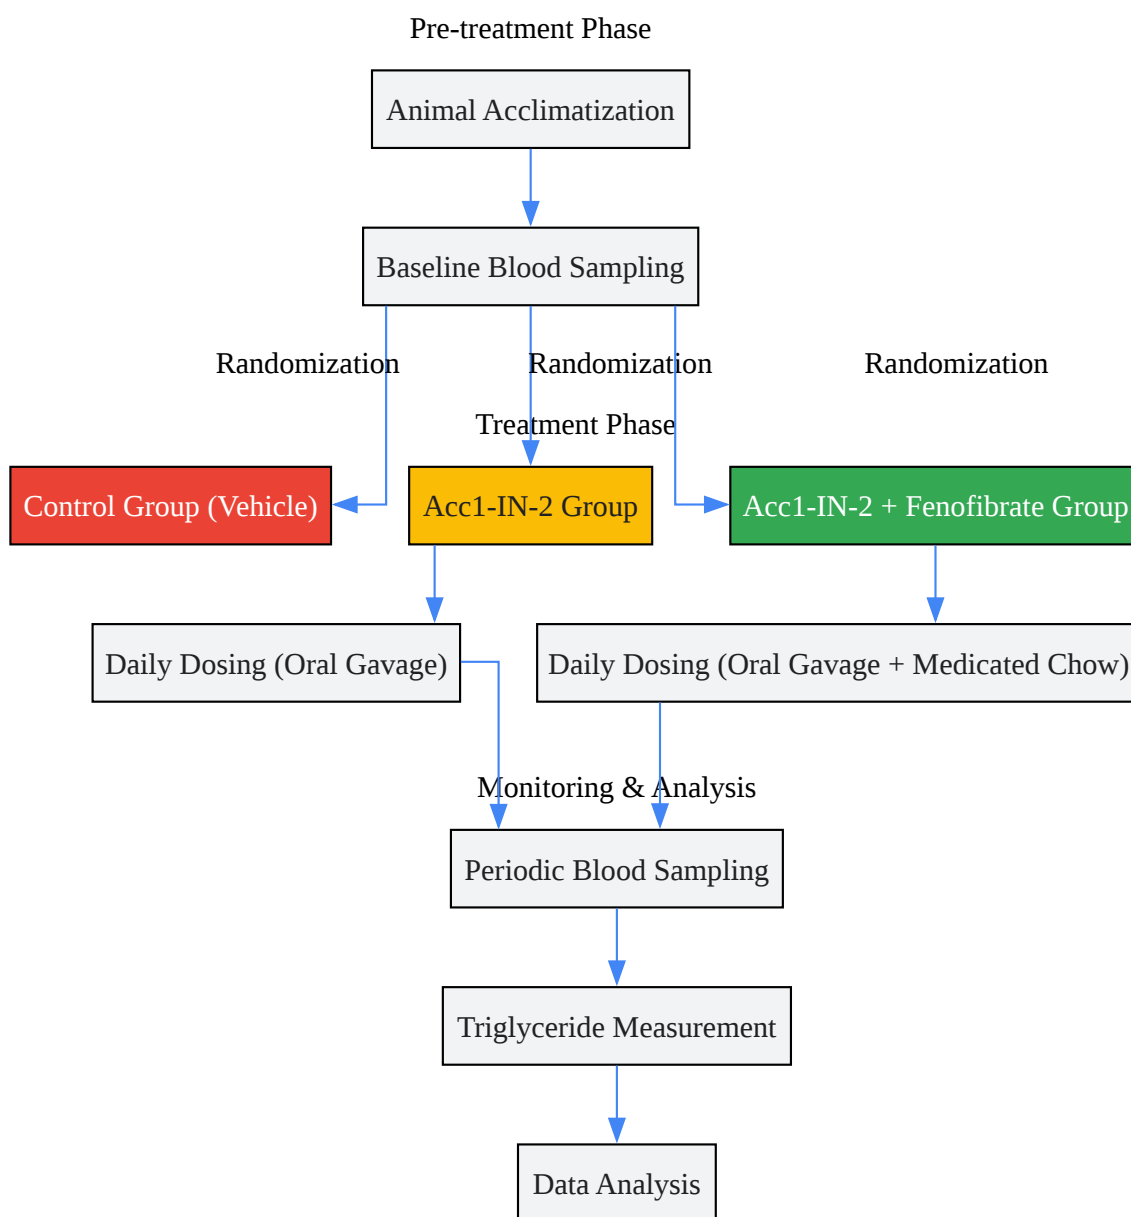 Pre-treatment Phase
Animal Acclimatization
Baseline Blood Sampling
Randomization
Randomization
Randomization
Treatment Phase
Control Group (Vehicle)
Acc1-IN-2 Group
Acc1-IN-2 + Fenofibrate Group
Daily Dosing (Oral Gavage)
Daily Dosing (Oral Gavage + Medicated Chow)
Monitoring & Analysis
Periodic Blood Sampling
Triglyceride Measurement
Data Analysis